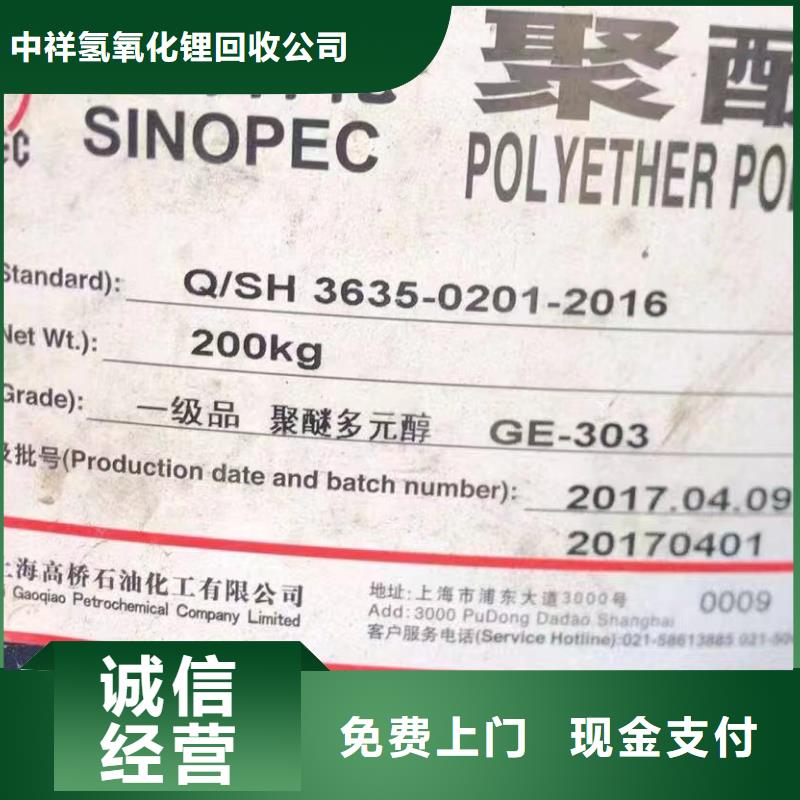 中祥氢氧化锂回收公司
聚醚
SINOPEC
POLYETHER
Standard): Q/SH 3635-0201-2016
Net Wt.): 200kg
Grade): 一级品 聚醚多元醇 GE-303
批号(Production date and batch number): 2017.04.09
20170401
上海高桥石油化工有限公司
Gaoqiao Petrochemical Company Limited
地址:上海市浦东大道3000号
Add:3000 PuDong Dadao Shanghai
客户服务电话(Service Hotline):021-58613885
0009
诚信
经营
免费上门 现金支付